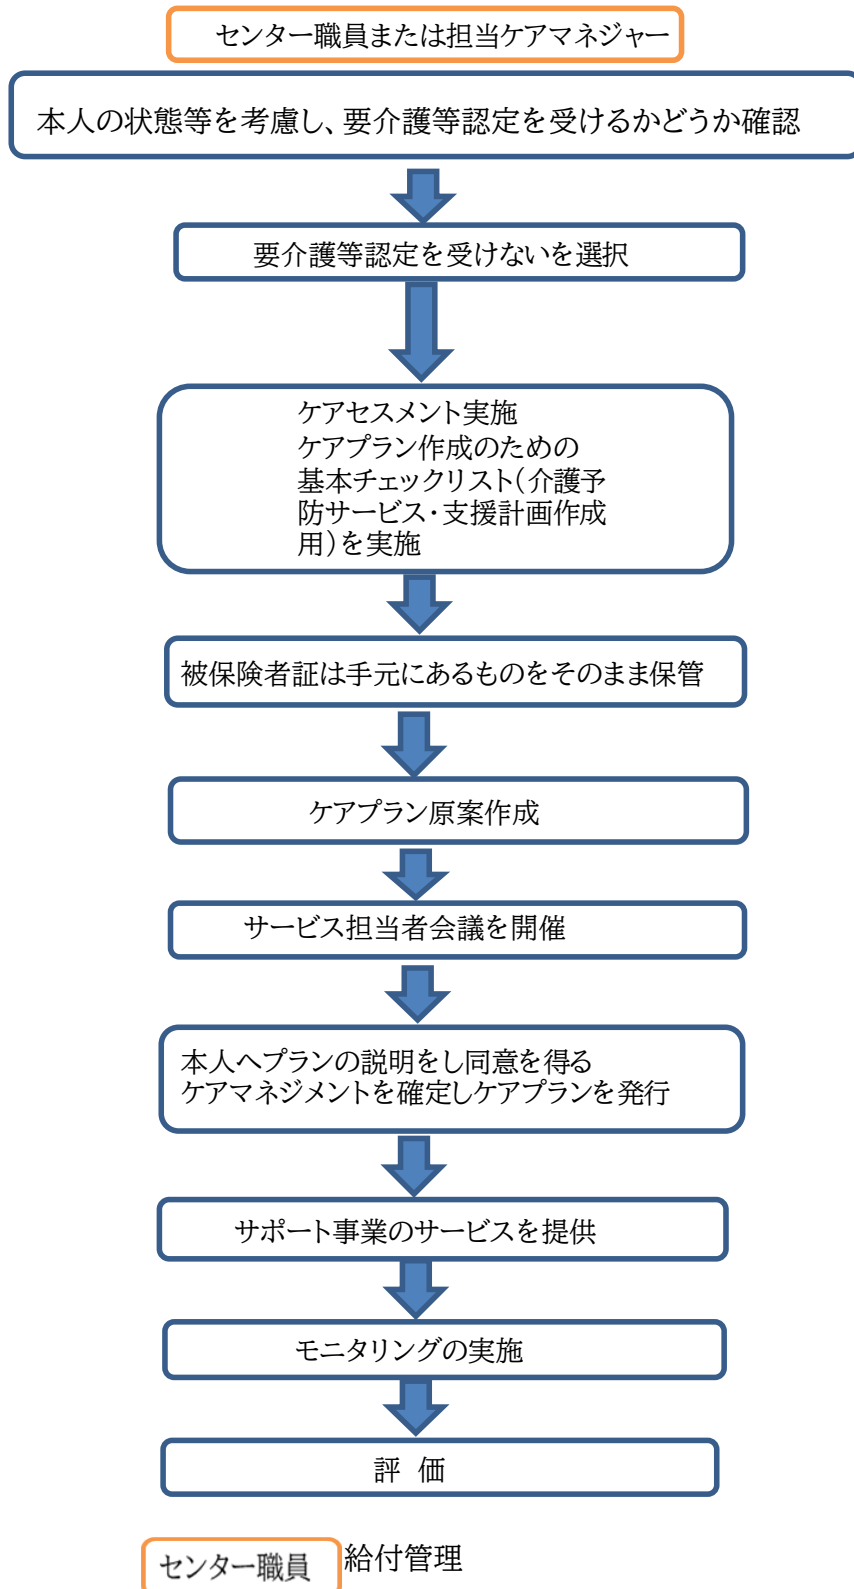 センター職員または担当ケアマネジャー
本人の状態等を考慮し、要介護等認定を受けるかどうか確認
要介護等認定を受けないを選択
ケアセスメント実施
ケアプラン作成のための
基本チェックリスト(介護予
防サービス・支援計画作成
用)を実施
被保険者証は手元にあるものをそのまま保管
ケアプラン原案作成
サービス担当者会議を開催
本人へプランの説明をし同意を得る
ケアマネジメントを確定しケアプランを発行
サポート事業のサービスを提供
モニタリングの実施
評 価
センター職員 給付管理